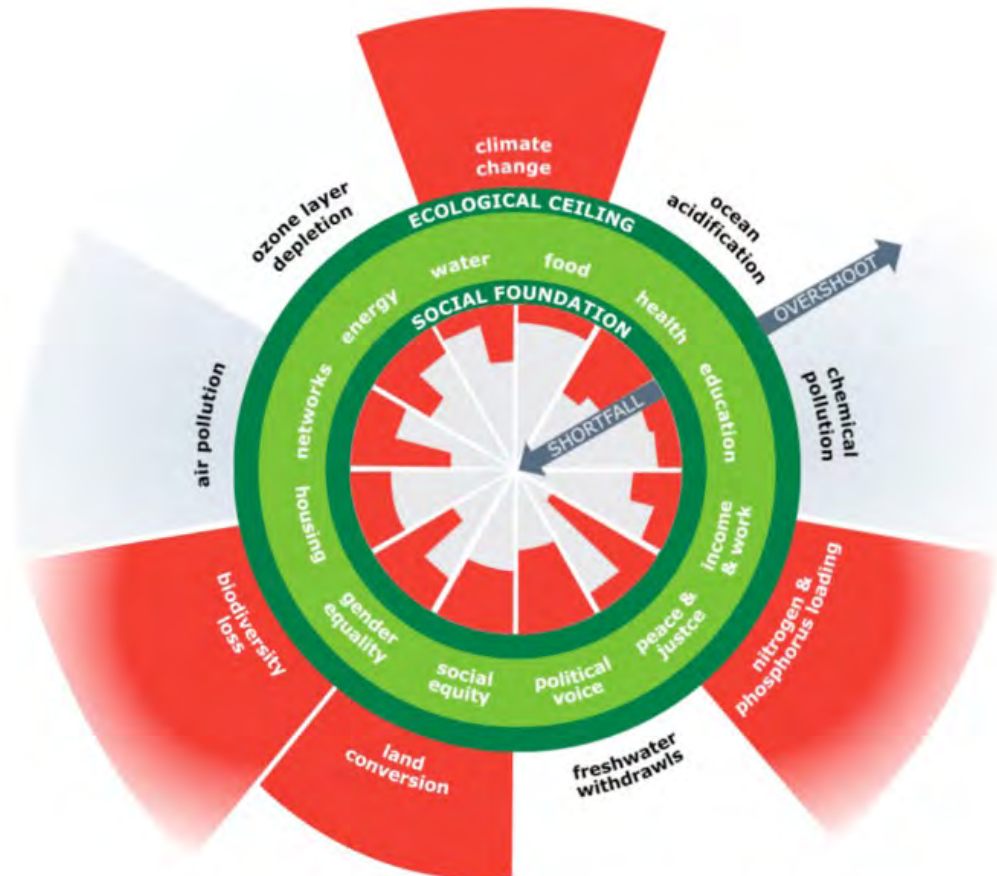 climate
change
ozone layer
depletion
ocean
acidification
ECOLOGICAL CEILING
OVERSHOOT
water
food
energy
health
SOCIAL FOUNDATION
networks
education
SHORTFALL
air pollution
chemical
pollution
housing
income
& work
gender
equality
peace &
justce
social
equity
political
voice
biodiversity
loss
nitrogen &
phosphorus loading
land
conversion
freshwater
withdrawls